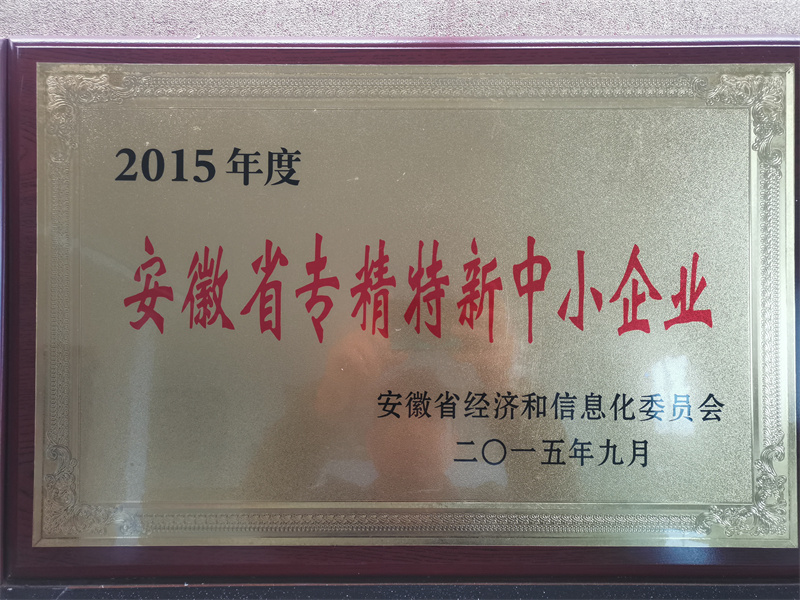 2015年度
安徽省专精特新中小企业
安徽省经济和信息化委员会
二〇一五年九月